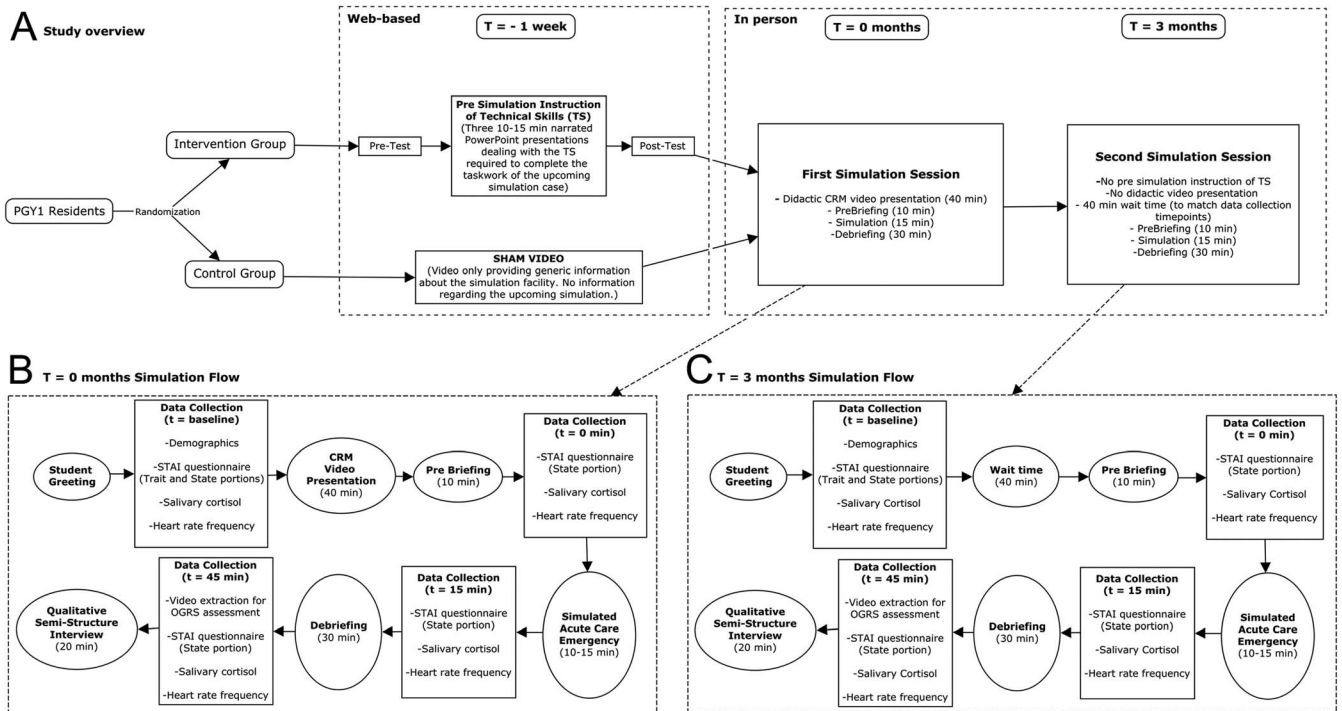 A Study overview
Web-based
T = - 1 week
In person
T = 0 months
T = 3 months
PGY1 Residents
Randomization
Intervention Group
Control Group
Pre-Test
Pre Simulation Instruction
of Technical Skills (TS)
(Three 10-15 min narrated
PowerPoint presentations
dealing with the TS
required to complete the
taskwork of the upcoming
simulation case)
Post-Test
SHAM VIDEO
(Video only providing generic information
about the simulation facility. No information
regarding the upcoming simulation.)
First Simulation Session
- Didactic CRM video presentation (40 min)
- PreBriefing (10 min)
- Simulation (15 min)
-Debriefing (30 min)
Second Simulation Session
-No pre simulation instruction of TS
-No didactic video presentation
- 40 min wait time (to match data collection
timepoints)
- PreBriefing (10 min)
- Simulation (15 min)
- Debriefing (30 min)
B T = 0 months Simulation Flow
Student
Greeting
Data Collection
(t = baseline)
-Demographics
-STAI questionnaire
(Trait and State portions)
-Salivary cortisol
-Heart rate frequency
CRM
Video
Presentation
(40 min)
Pre Briefing
(10 min)
Data Collection
(t = 0 min)
-STAI questionnaire
(State portion)
-Salivary cortisol
-Heart rate frequency
Simulated
Acute Care
Emergency
(10-15 min)
Data Collection
(t = 15 min)
-STAI questionnaire
(State portion)
-Salivary cortisol
-Heart rate frequency
Debriefing
(30 min)
Data Collection
(t = 45 min)
-Video extraction for
OGRS assessment
-STAI questionnaire
(State portion)
-Salivary cortisol
-Heart rate frequency
Qualitative
Semi-Structure
Interview
(20 min)
C T = 3 months Simulation Flow
Student
Greeting
Data Collection
(t = baseline)
-Demographics
-STAI questionnaire
(Trait and State portions)
-Salivary Cortisol
-Heart rate frequency
Wait time
(40 min)
Pre Briefing
(10 min)
Data Collection
(t = 0 min)
-STAI questionnaire
(State portion)
-Salivary Cortisol
-Heart rate frequency
Simulated
Acute Care
Emergency
(10-15 min)
Data Collection
(t = 15 min)
-STAI questionnaire
(State portion)
-Salivary Cortisol
-Heart rate frequency
Debriefing
(30 min)
Data Collection
(t = 45 min)
-Video extraction for
OGRS assessment
-STAI questionnaire
(State portion)
-Salivary Cortisol
-Heart rate frequency
Qualitative
Semi-Structure
Interview
(20 min)